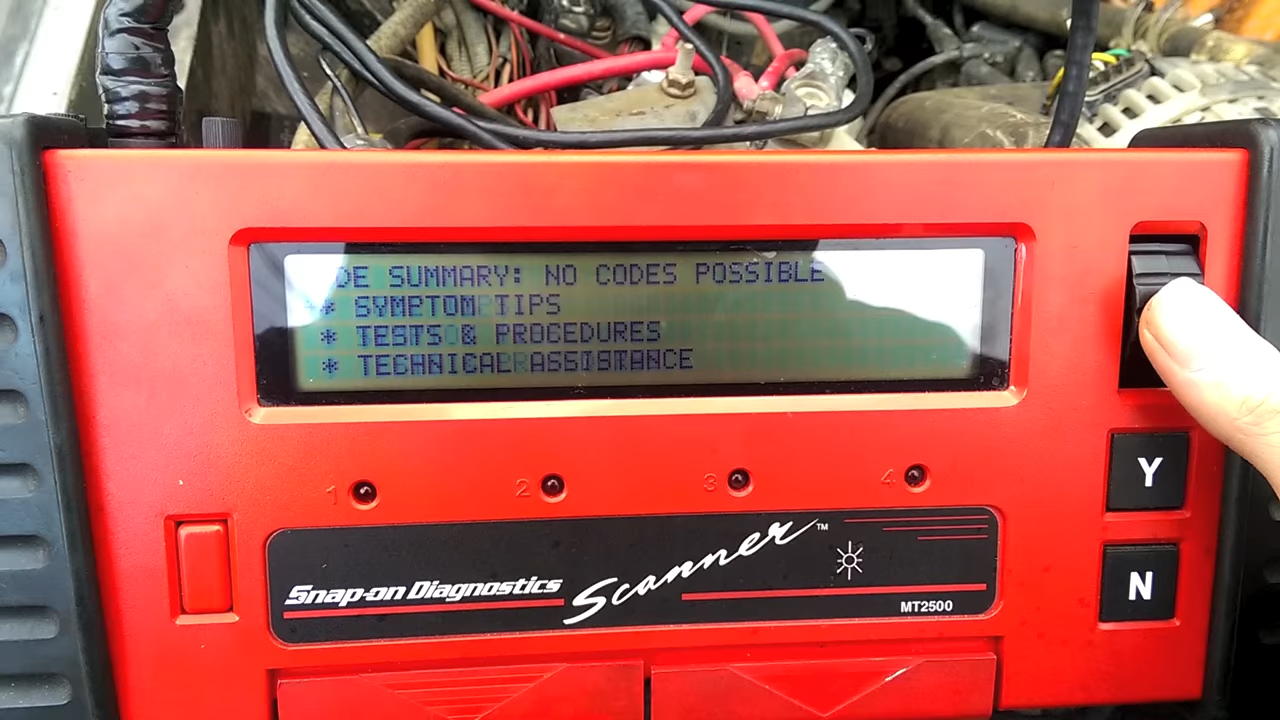 DE SUMMARY: NO CODES POSSIBLE
* SYMPTOM TIPS
* TESTS & PROCEDURES
* TECHNICAL ASSISTANCE
1 2 3 4
Y
Snap-on Diagnostics Scanner™
MT2500
N